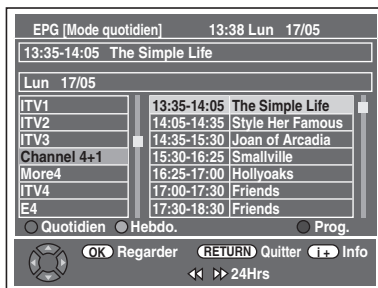 EPG [Mode quotidien] 13:38 Lun 17/05
13:35-14:05 The Simple Life
Lun 17/05
ITV1 13:35-14:05 The Simple Life
ITV2 14:05-14:35 Style Her Famous
ITV3 14:35-15:30 Joan of Arcadia
Channel 4+1 15:30-16:25 Smallville
More4 16:25-17:00 Hollyoaks
ITV4 17:00-17:30 Friends
E4 17:30-18:30 Friends
Quotidien Hebdo. Prog.
OK Regarder RETURN Quitter i+ Info
24Hrs